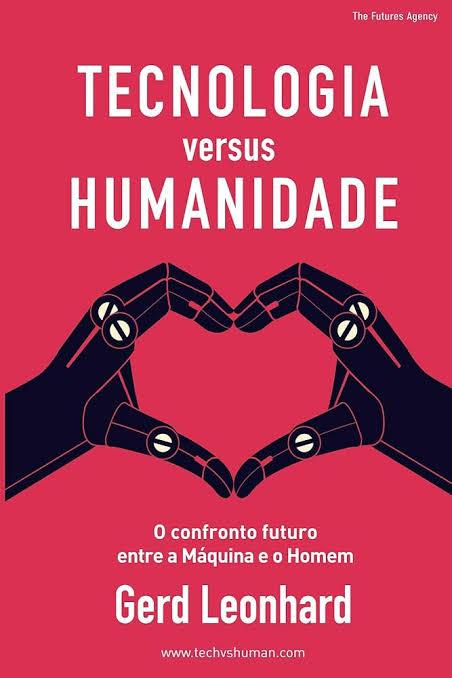 The Futures Agency
TECNOLOGIA
versus
HUMANIDADE
O confronto futuro
entre a Máquina e o Homem
Gerd Leonhard
www.techvshuman.com